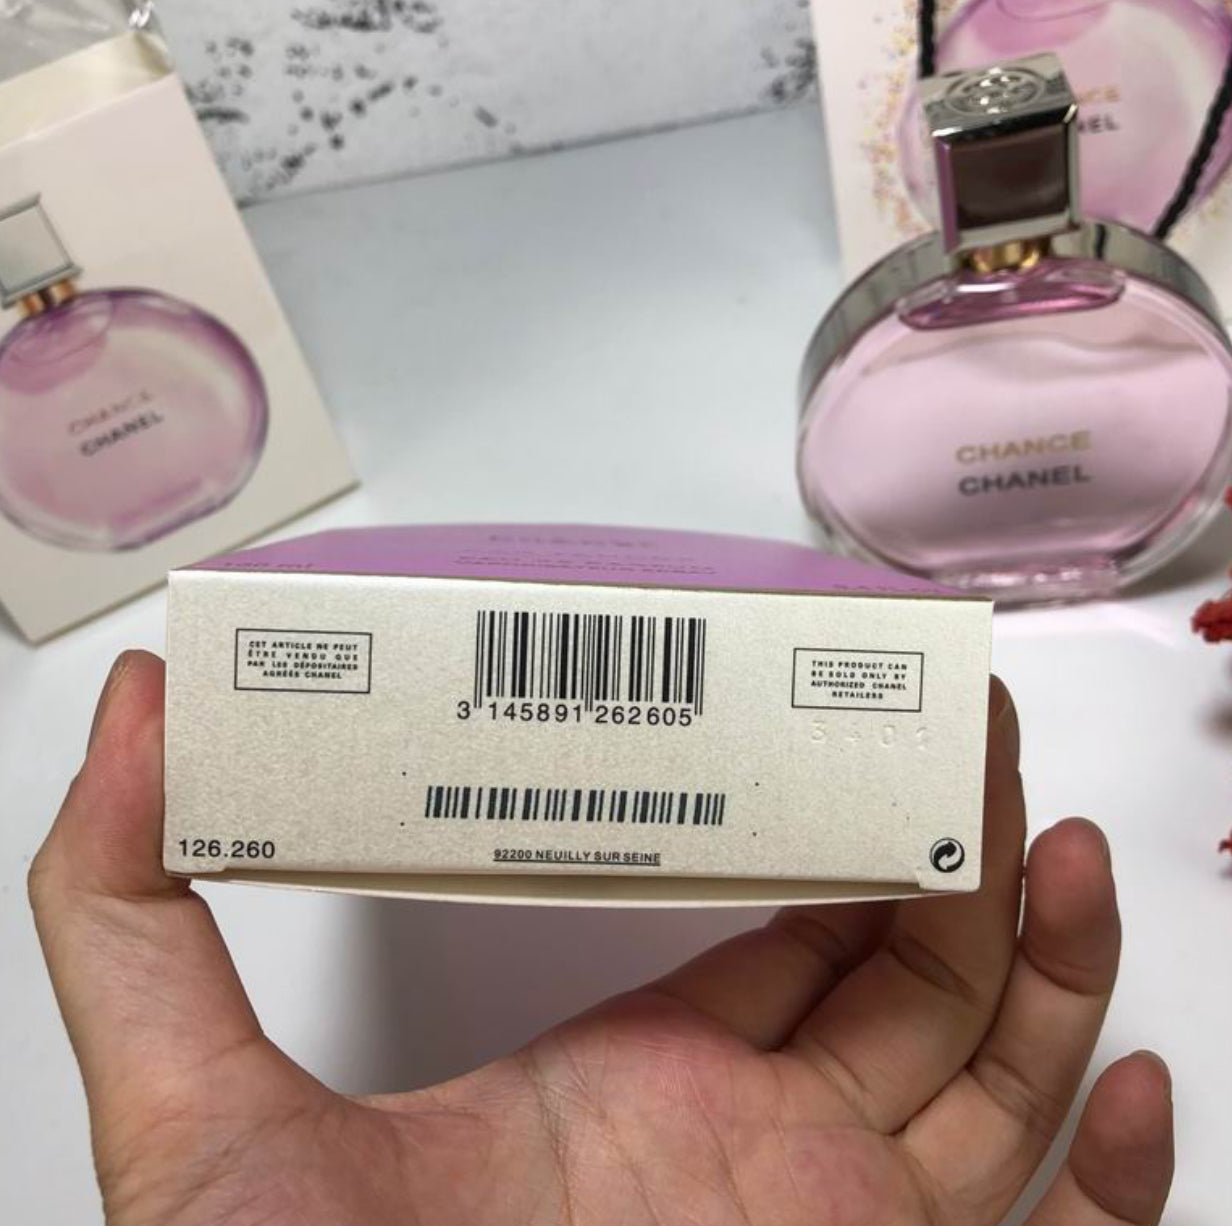 CHANCE
CHANEL
CHANCE
CHANEL
CHANEL
CET ARTICLE NE PEUT
ÊTRE VENDU QUE
PAR LES DÉPOSITAIRES
AGRÉÉS CHANEL
3 145891 262605
THIS PRODUCT CAN
BE SOLD ONLY BY
AUTHORIZED CHANEL
RETAILERS
126.260
92200 NEUILLY SUR SEINE